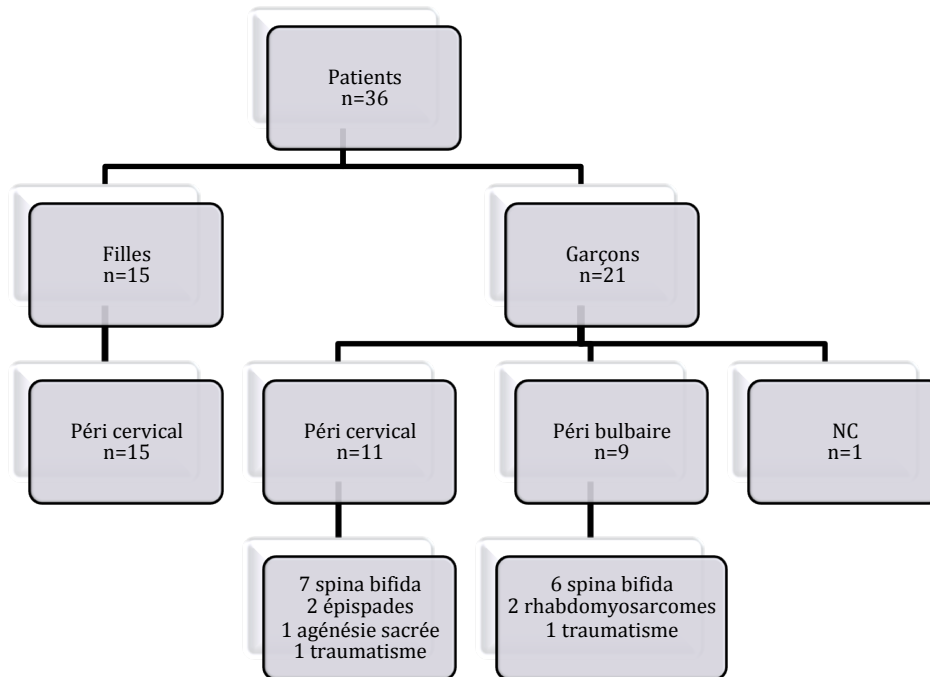 Patients
n=36
Filles
n=15
Garçons
n=21
Péri cervical
n=15
Péri cervical
n=11
Péri bulbaire
n=9
NC
n=1
7 spina bifida
2 épispades
1 agénésie sacrée
1 traumatisme
6 spina bifida
2 rhabdomyosarcomes
1 traumatisme